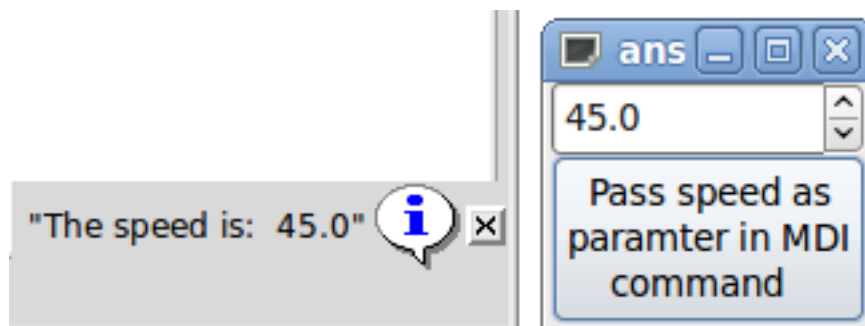 "The speed is:  45.0" i
ans
45.0
Pass speed as
paramter in MDI
command